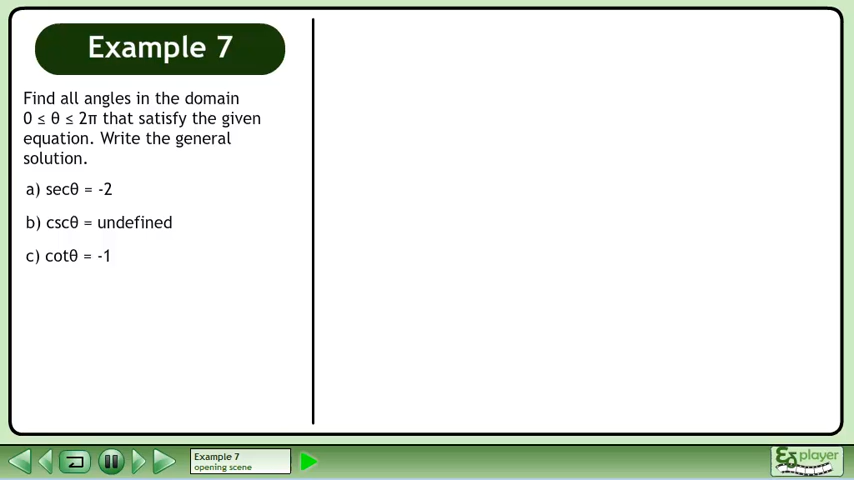 Example 7
Find all angles in the domain
0 ≤ θ ≤ 2π that satisfy the given
equation. Write the general
solution.
a) secθ = -2
b) cscθ = undefined
c) cotθ = -1
Example 7
opening scene
player